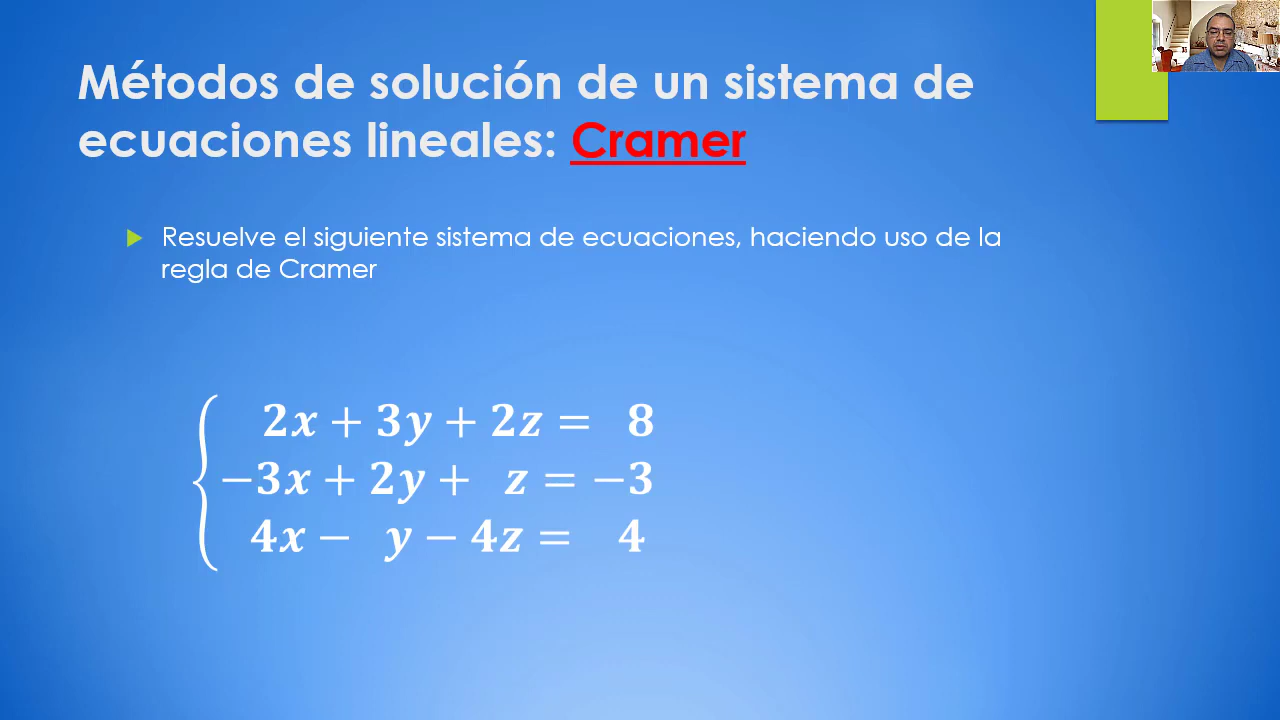 Métodos de solución de un sistema de
ecuaciones lineales: Cramer
Resuelve el siguiente sistema de ecuaciones, haciendo uso de la
regla de Cramer
2x + 3y + 2z = 8
−3x + 2y + z = −3
4x − y − 4z = 4